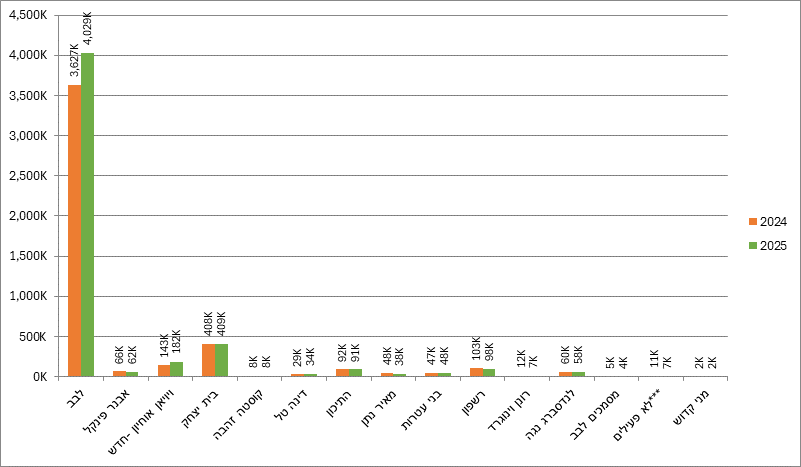 4,500K
4,000K
3,500K
3,000K
2,500K
2,000K
1,500K
1,000K
500K
0K
3,627K
4,029K
66K
62K
143K
182K
408K
409K
8K
8K
29K
34K
92K
91K
48K
38K
47K
48K
103K
98K
12K
7K
60K
58K
5K
4K
11K
7K
2K
2K
לבב
אבנר פינקל
וויאן אוחיון -חדש
בית יצחק
קוסטה זהבה
דינה טל
התיכון
מאיר נתן
בני עטרות
רשפון
רונן וינוגרד
לנדסברג נגה
מסמכים לבב
***לא פעילים
מני קדוש
2024
2025